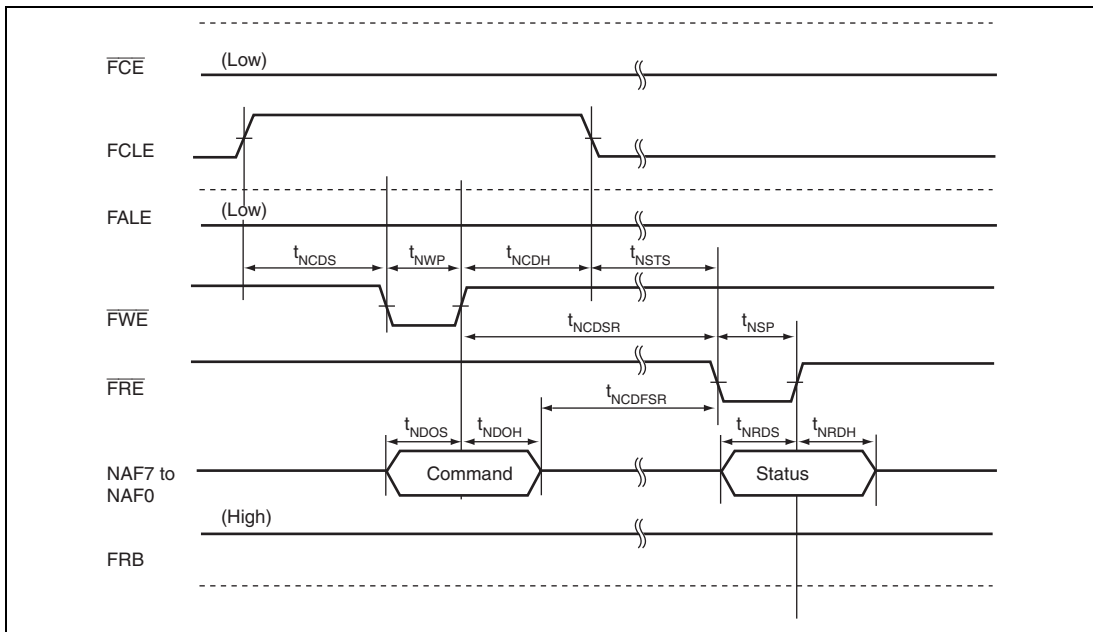 FCE (Low)
FCLE
FALE (Low)
tNCDS tNWP tNCDH tNSTS
FWE
tNCDSR tNSP
FRE
tNCDFSR
tNDOS tNDOH tNRDS tNRDH
NAF7 to
NAF0
Command Status
(High)
FRB